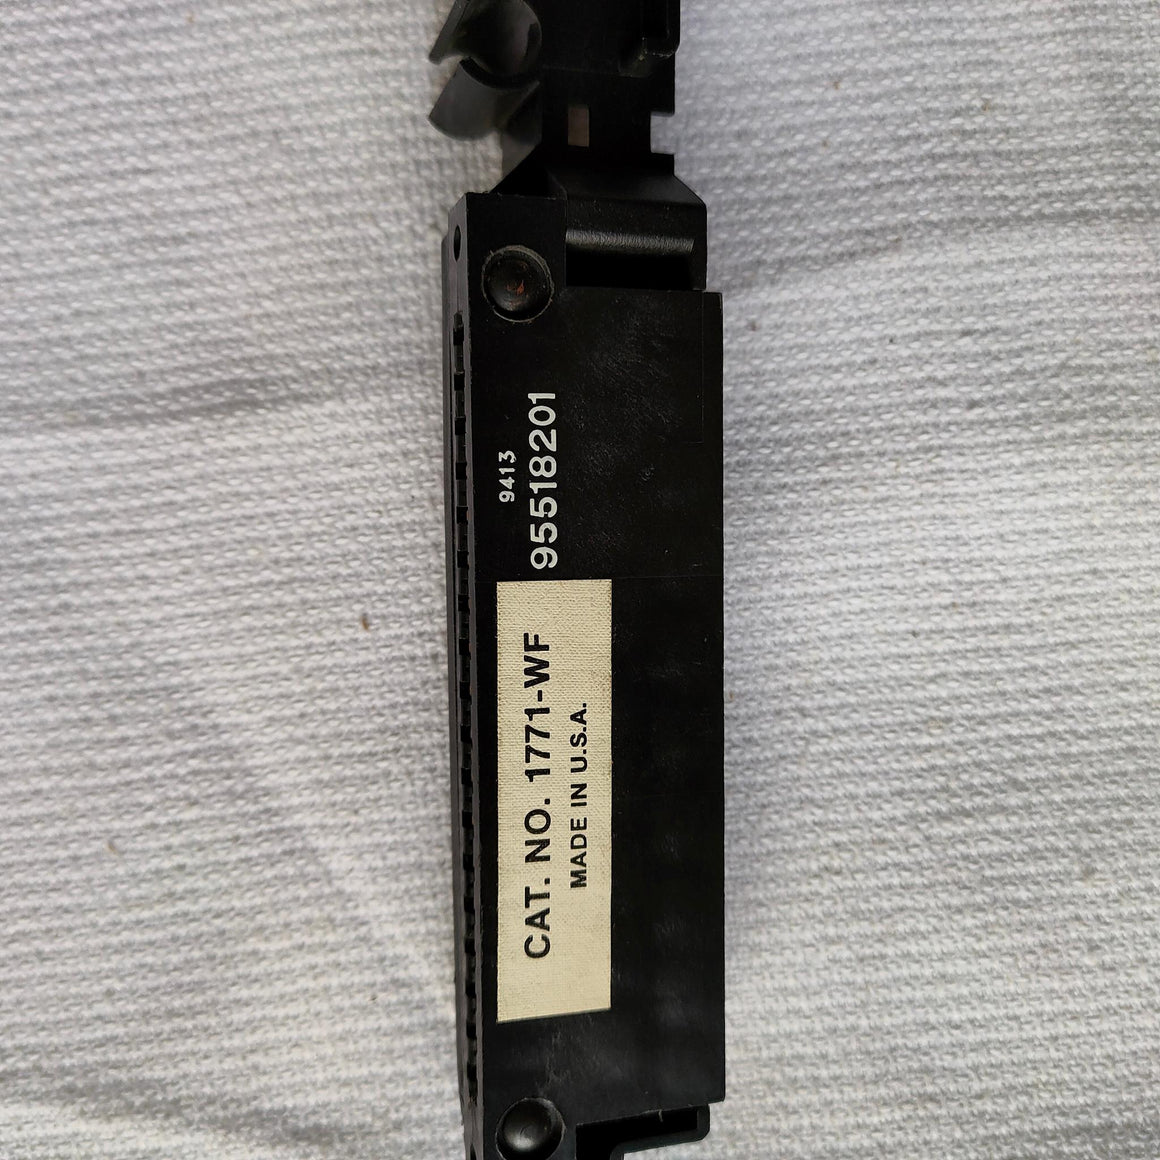 9413
95518201
CAT. NO. 1771-WF
MADE IN U.S.A.